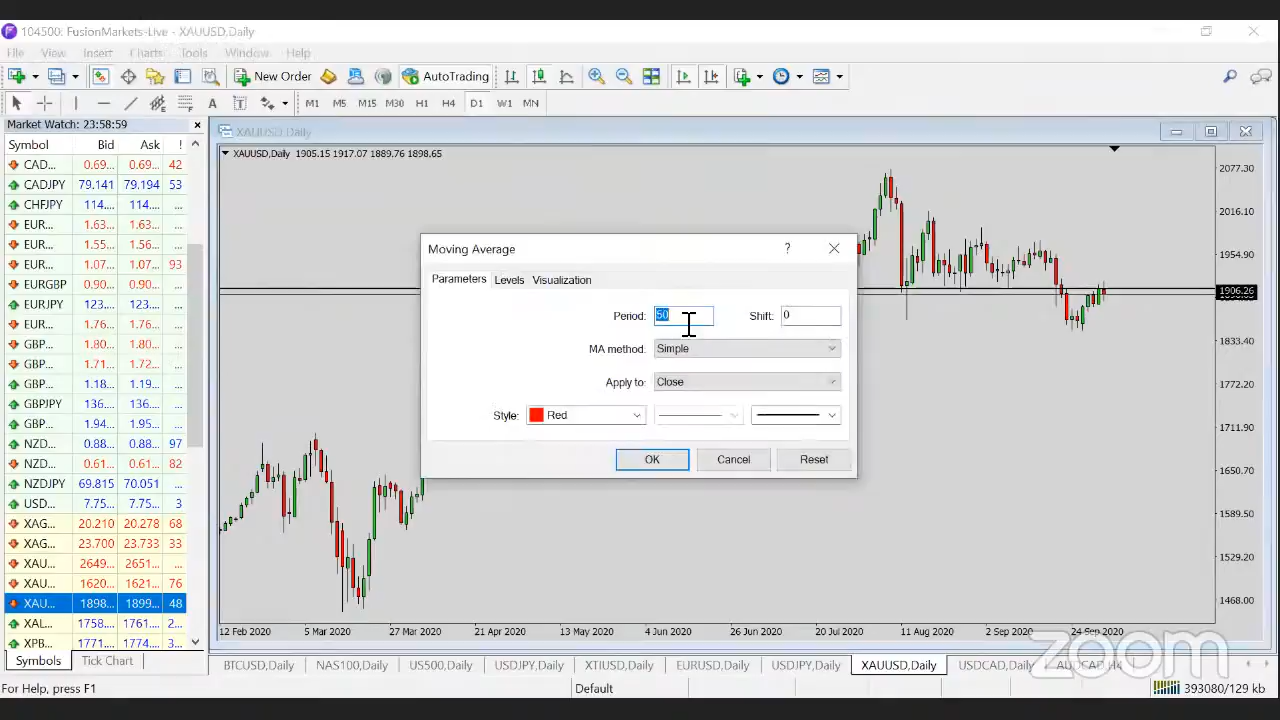 104500: FusionMarkets-Live - XAUUSD,Daily
File View Insert Charts Tools Window Help
New Order AutoTrading
A T M1 M5 M15 M30 H1 H4 D1 W1 MN
Market Watch: 23:58:59
Symbol Bid Ask !
CAD... 0.69... 0.69... 42
CADJPY 79.141 79.194 53
CHFJPY 114.... 114.... ...
EUR... 1.63... 1.63... ...
EUR... 1.55... 1.56... ...
EUR... 1.07... 1.07... 93
EURGBP 0.90... 0.90... ...
EURJPY 123... 123... ...
EUR... 1.76... 1.76... ...
GBP... 1.24... 1.24... ...
GBP... 1.71... 1.72... ...
GBP... 1.18... 1.19... ...
GBPJPY 136.... 136.... ...
GBP... 1.94... 1.95... ...
NZD... 0.88... 0.88... 97
NZD... 0.61... 0.61... 82
NZDJPY 69.815 70.051 ...
USD... 7.75... 7.75... 3
XAG... 20.210 20.278 68
XAG... 23.700 23.733 33
XAU... 2649... 2651... ...
XAU... 1620... 1621... 76
XAU... 1898... 1899... 48
XAL... 1758... 1761... 2...
XPB... 1771... 1774... 3...
Symbols Tick Chart
XAUUSD,Daily
XAUUSD,Daily 1905.15 1917.07 1889.76 1898.65
2077.30
2016.10
1954.90
1906.26
1833.40
1772.20
1711.90
1650.70
1589.50
1529.20
1468.00
Moving Average ?
Parameters Levels Visualization
Period: 50 Shift: 0
MA method: Simple
Apply to: Close
Style: Red
OK Cancel Reset
12 Feb 2020 5 Mar 2020 27 Mar 2020 21 Apr 2020 13 May 2020 4 Jun 2020 26 Jun 2020 20 Jul 2020 11 Aug 2020 2 Sep 2020 24 Sep 2020
BTCUSD,Daily NAS100,Daily US500,Daily USDJPY,Daily XTIUSD,Daily EURUSD,Daily USDJPY,Daily XAUUSD,Daily USDCAD,Daily AUDCAD,H4
zoom
For Help, press F1 Default 393080/129 kb